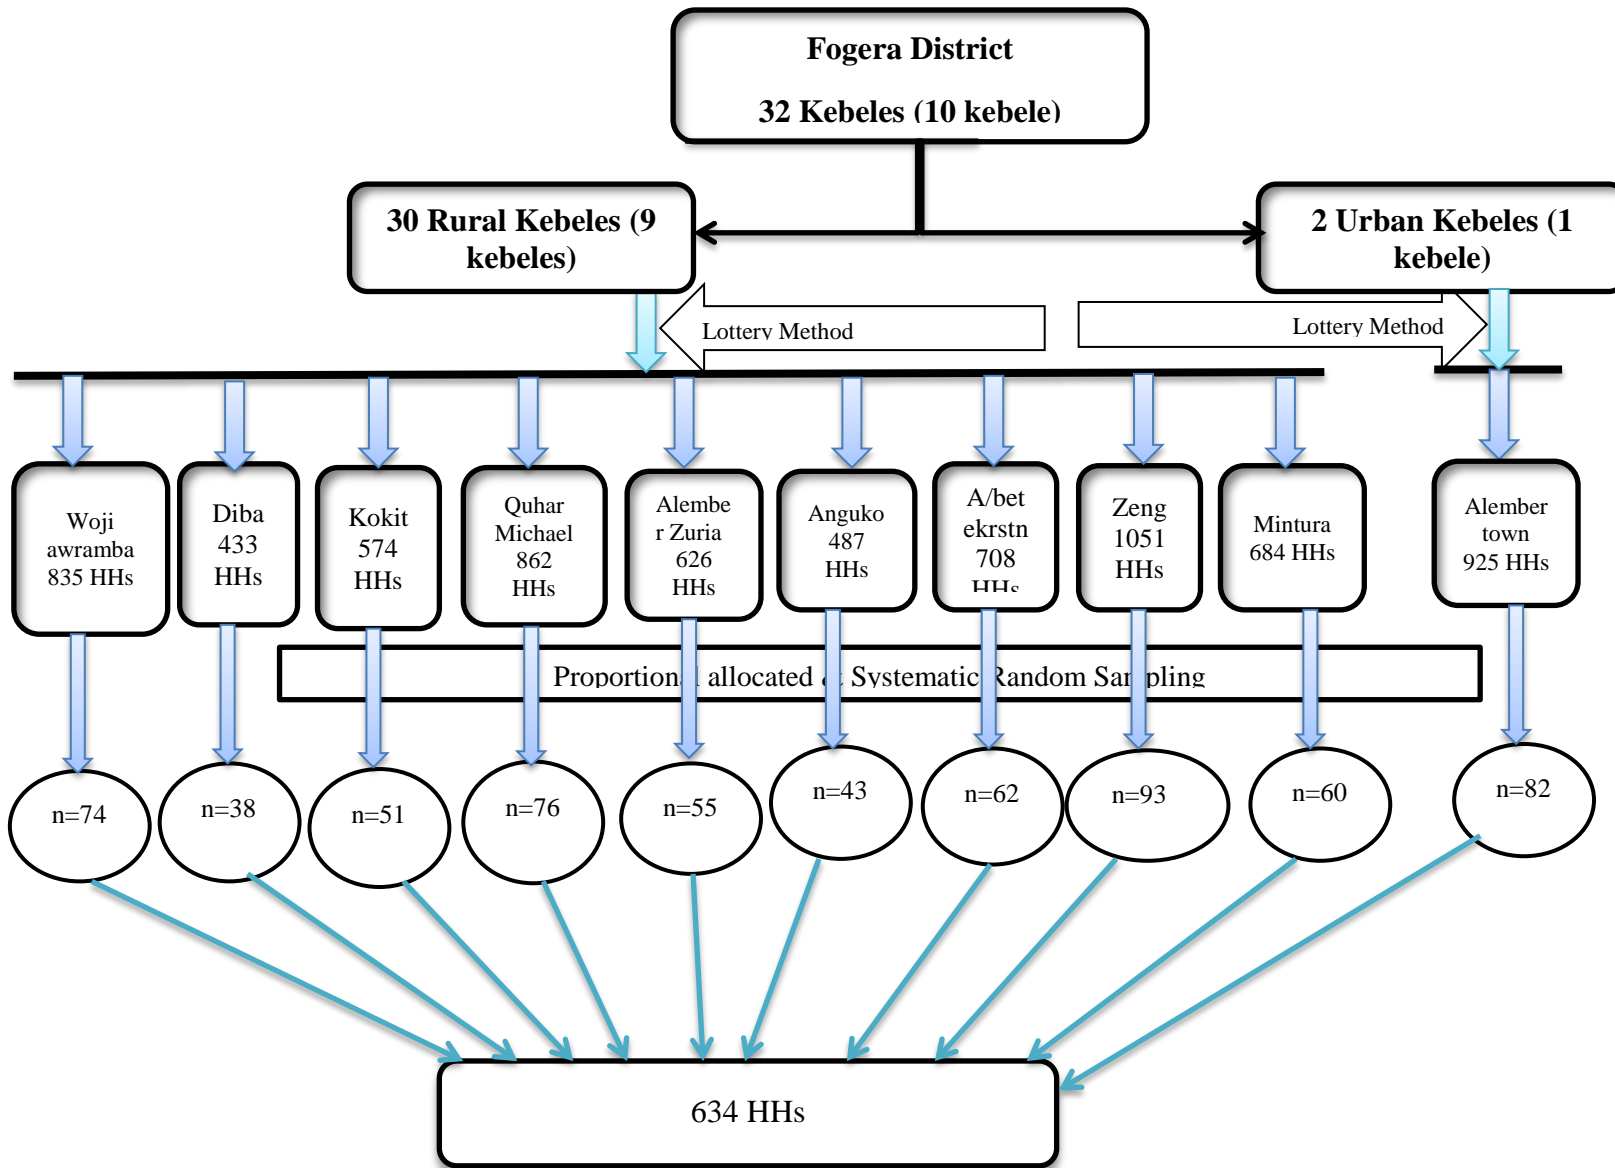 Fogera District
32 Kebeles (10 kebele)
30 Rural Kebeles (9
kebeles)
2 Urban Kebeles (1
kebele)
Lottery Method
Lottery Method
Woji
awramba
835 HHs
Diba
433
HHs
Kokit
574
HHs
Quhar
Michael
862
HHs
Alembe
r Zuria
626
HHs
Anguko
487
HHs
A/bet
ekrstn
708
HHs
Zeng
1051
HHs
Mintura
684 HHs
Alember
town
925 HHs
Proportional allocated & Systematic Random Sampling
n=74
n=38
n=51
n=76
n=55
n=43
n=62
n=93
n=60
n=82
634 HHs